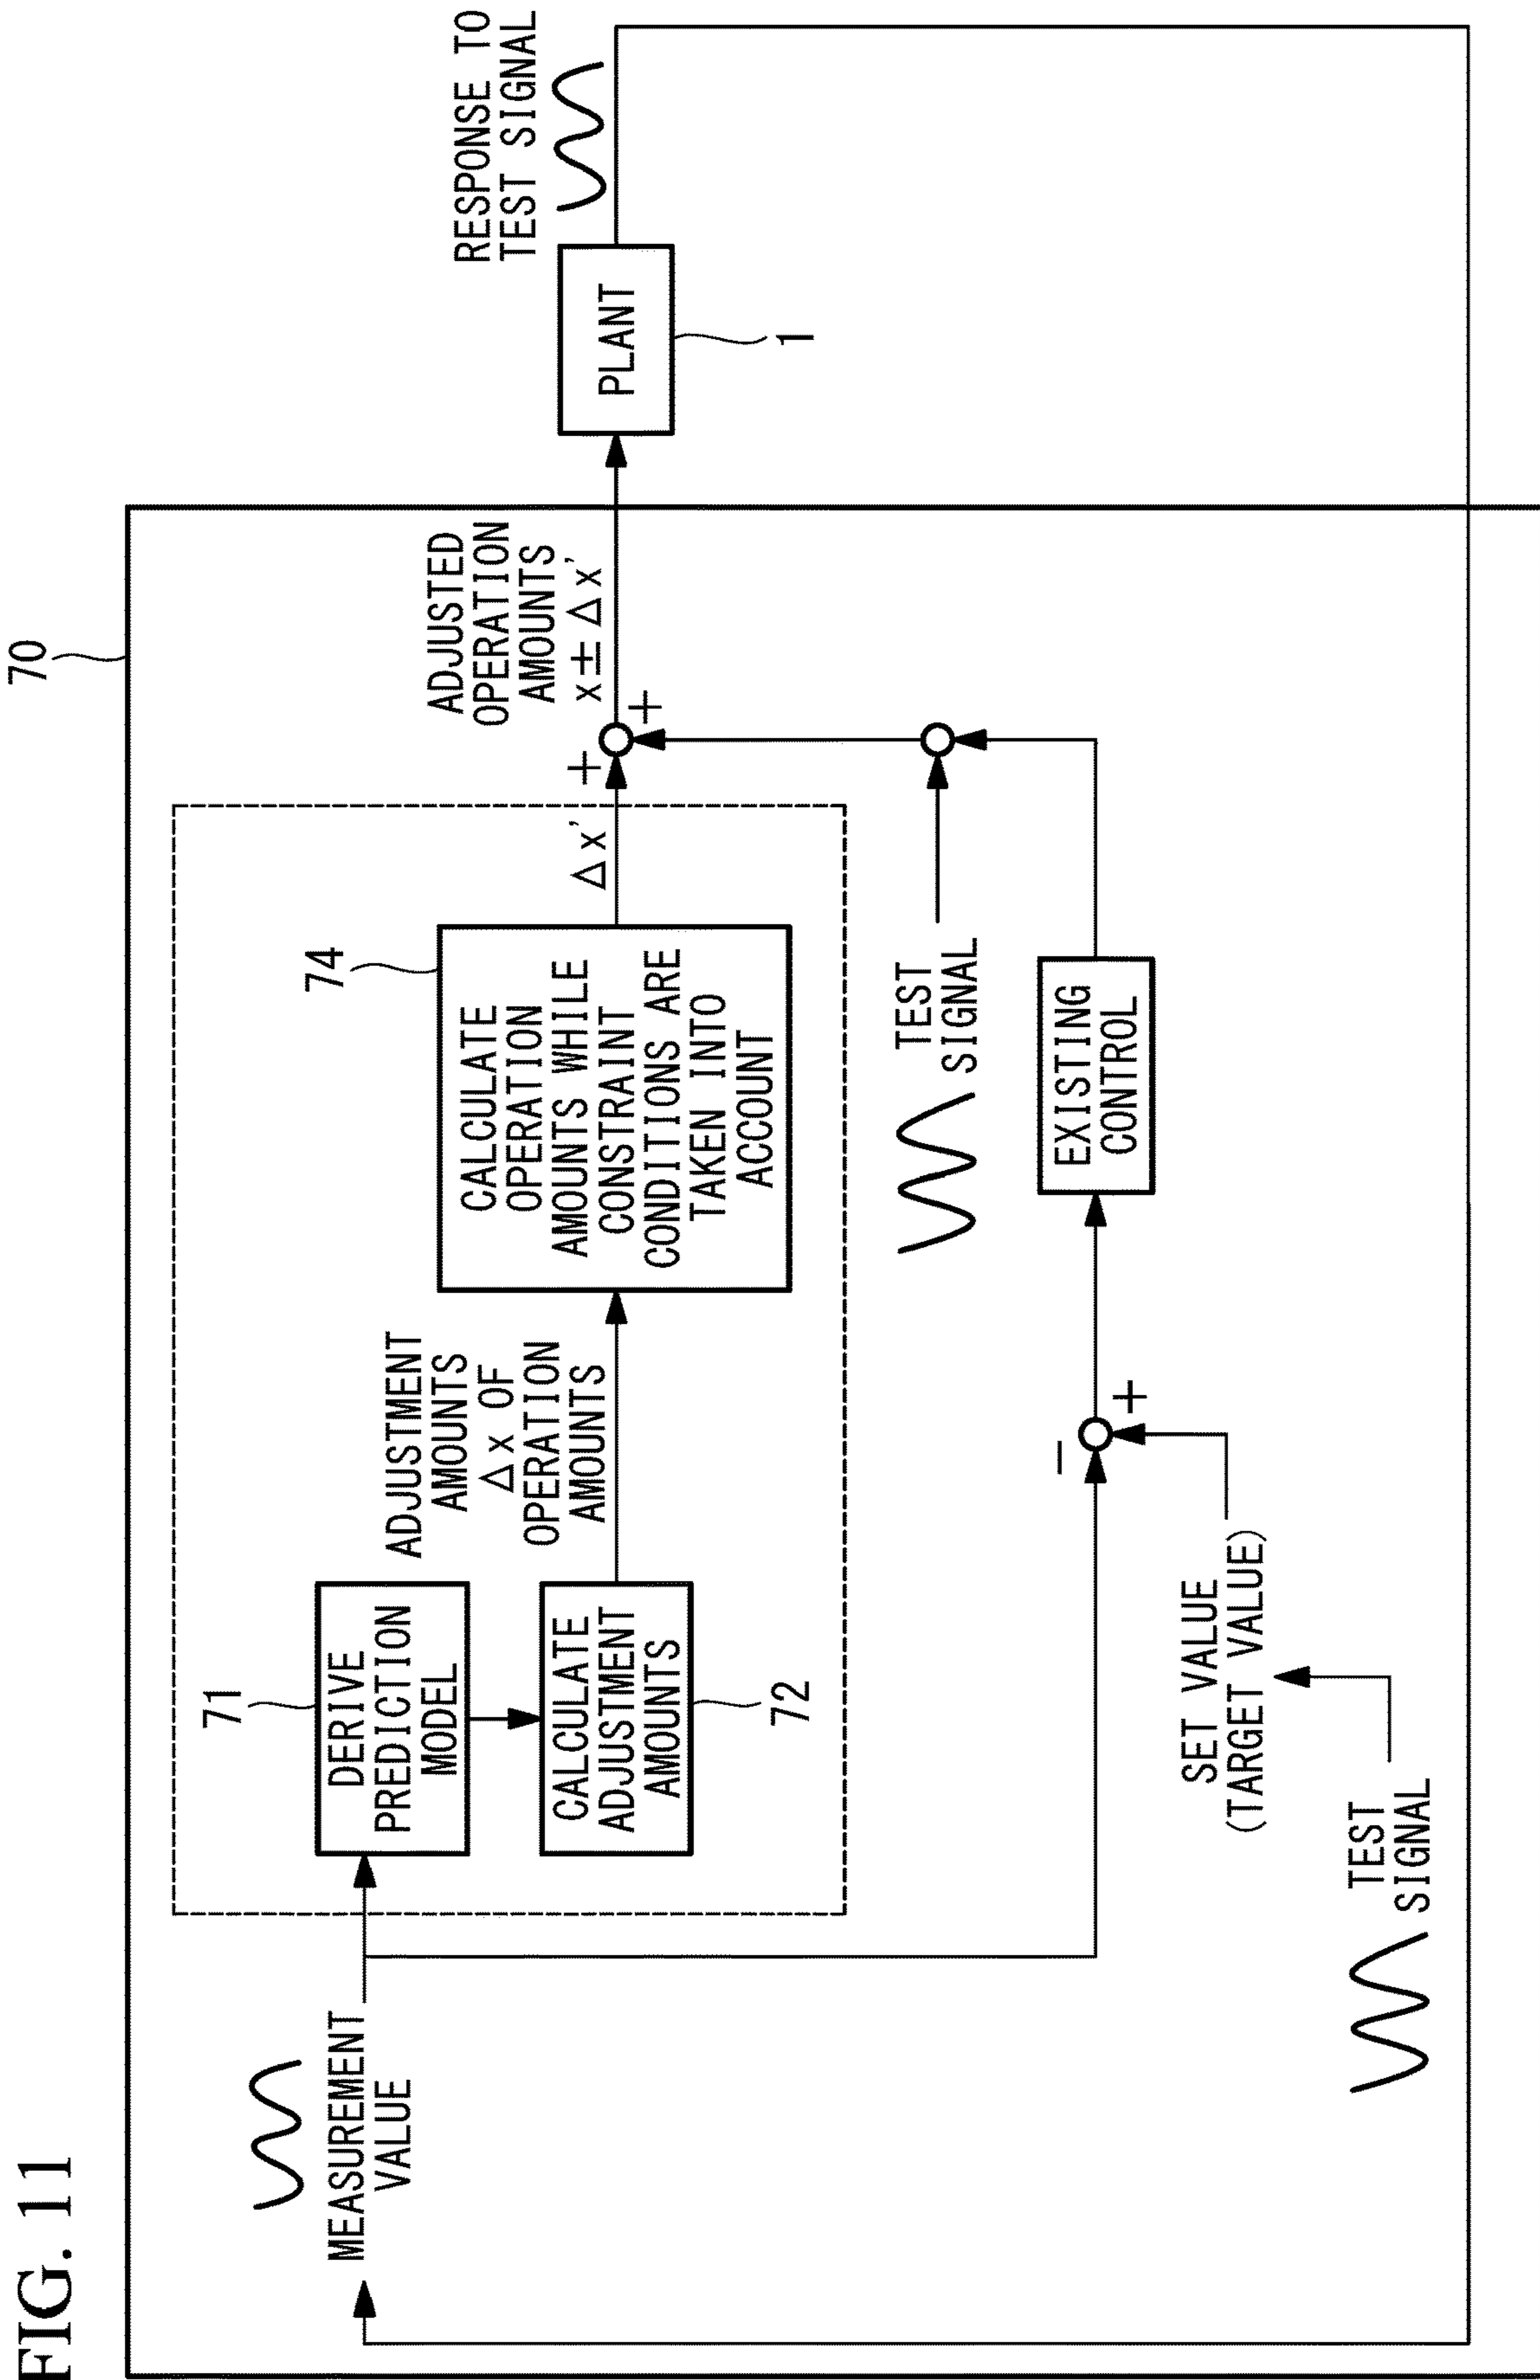 FIG. 11
70
MEASUREMENT
VALUE
71
DERIVE
PREDICTION
MODEL
CALCULATE
ADJUSTMENT
AMOUNTS
72
ADJUSTMENT
AMOUNTS
Δx OF
OPERATION
AMOUNTS
74
CALCULATE
OPERATION
AMOUNTS WHILE
CONSTRAINT
CONDITIONS ARE
TAKEN INTO
ACCOUNT
Δx'
+
+
ADJUSTED
OPERATION
AMOUNTS
x±Δx'
PLANT
1
RESPONSE TO
TEST SIGNAL
TEST
SIGNAL
EXISTING
CONTROL
−
+
SET VALUE
(TARGET VALUE)
TEST
SIGNAL